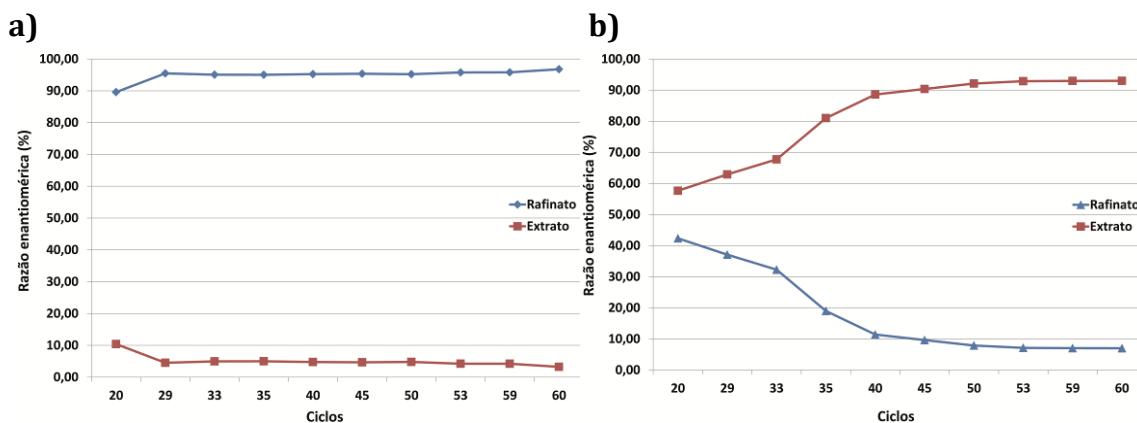 a)
100,00
90,00
80,00
70,00
60,00
50,00
40,00
30,00
20,00
10,00
0,00
Razão enantiomérica (%)
20 29 33 35 40 45 50 53 59 60
Ciclos
Rafinato
Extrato
b)
100,00
90,00
80,00
70,00
60,00
50,00
40,00
30,00
20,00
10,00
0,00
Razão enantiomérica (%)
20 29 33 35 40 45 50 53 59 60
Ciclos
Rafinato
Extrato